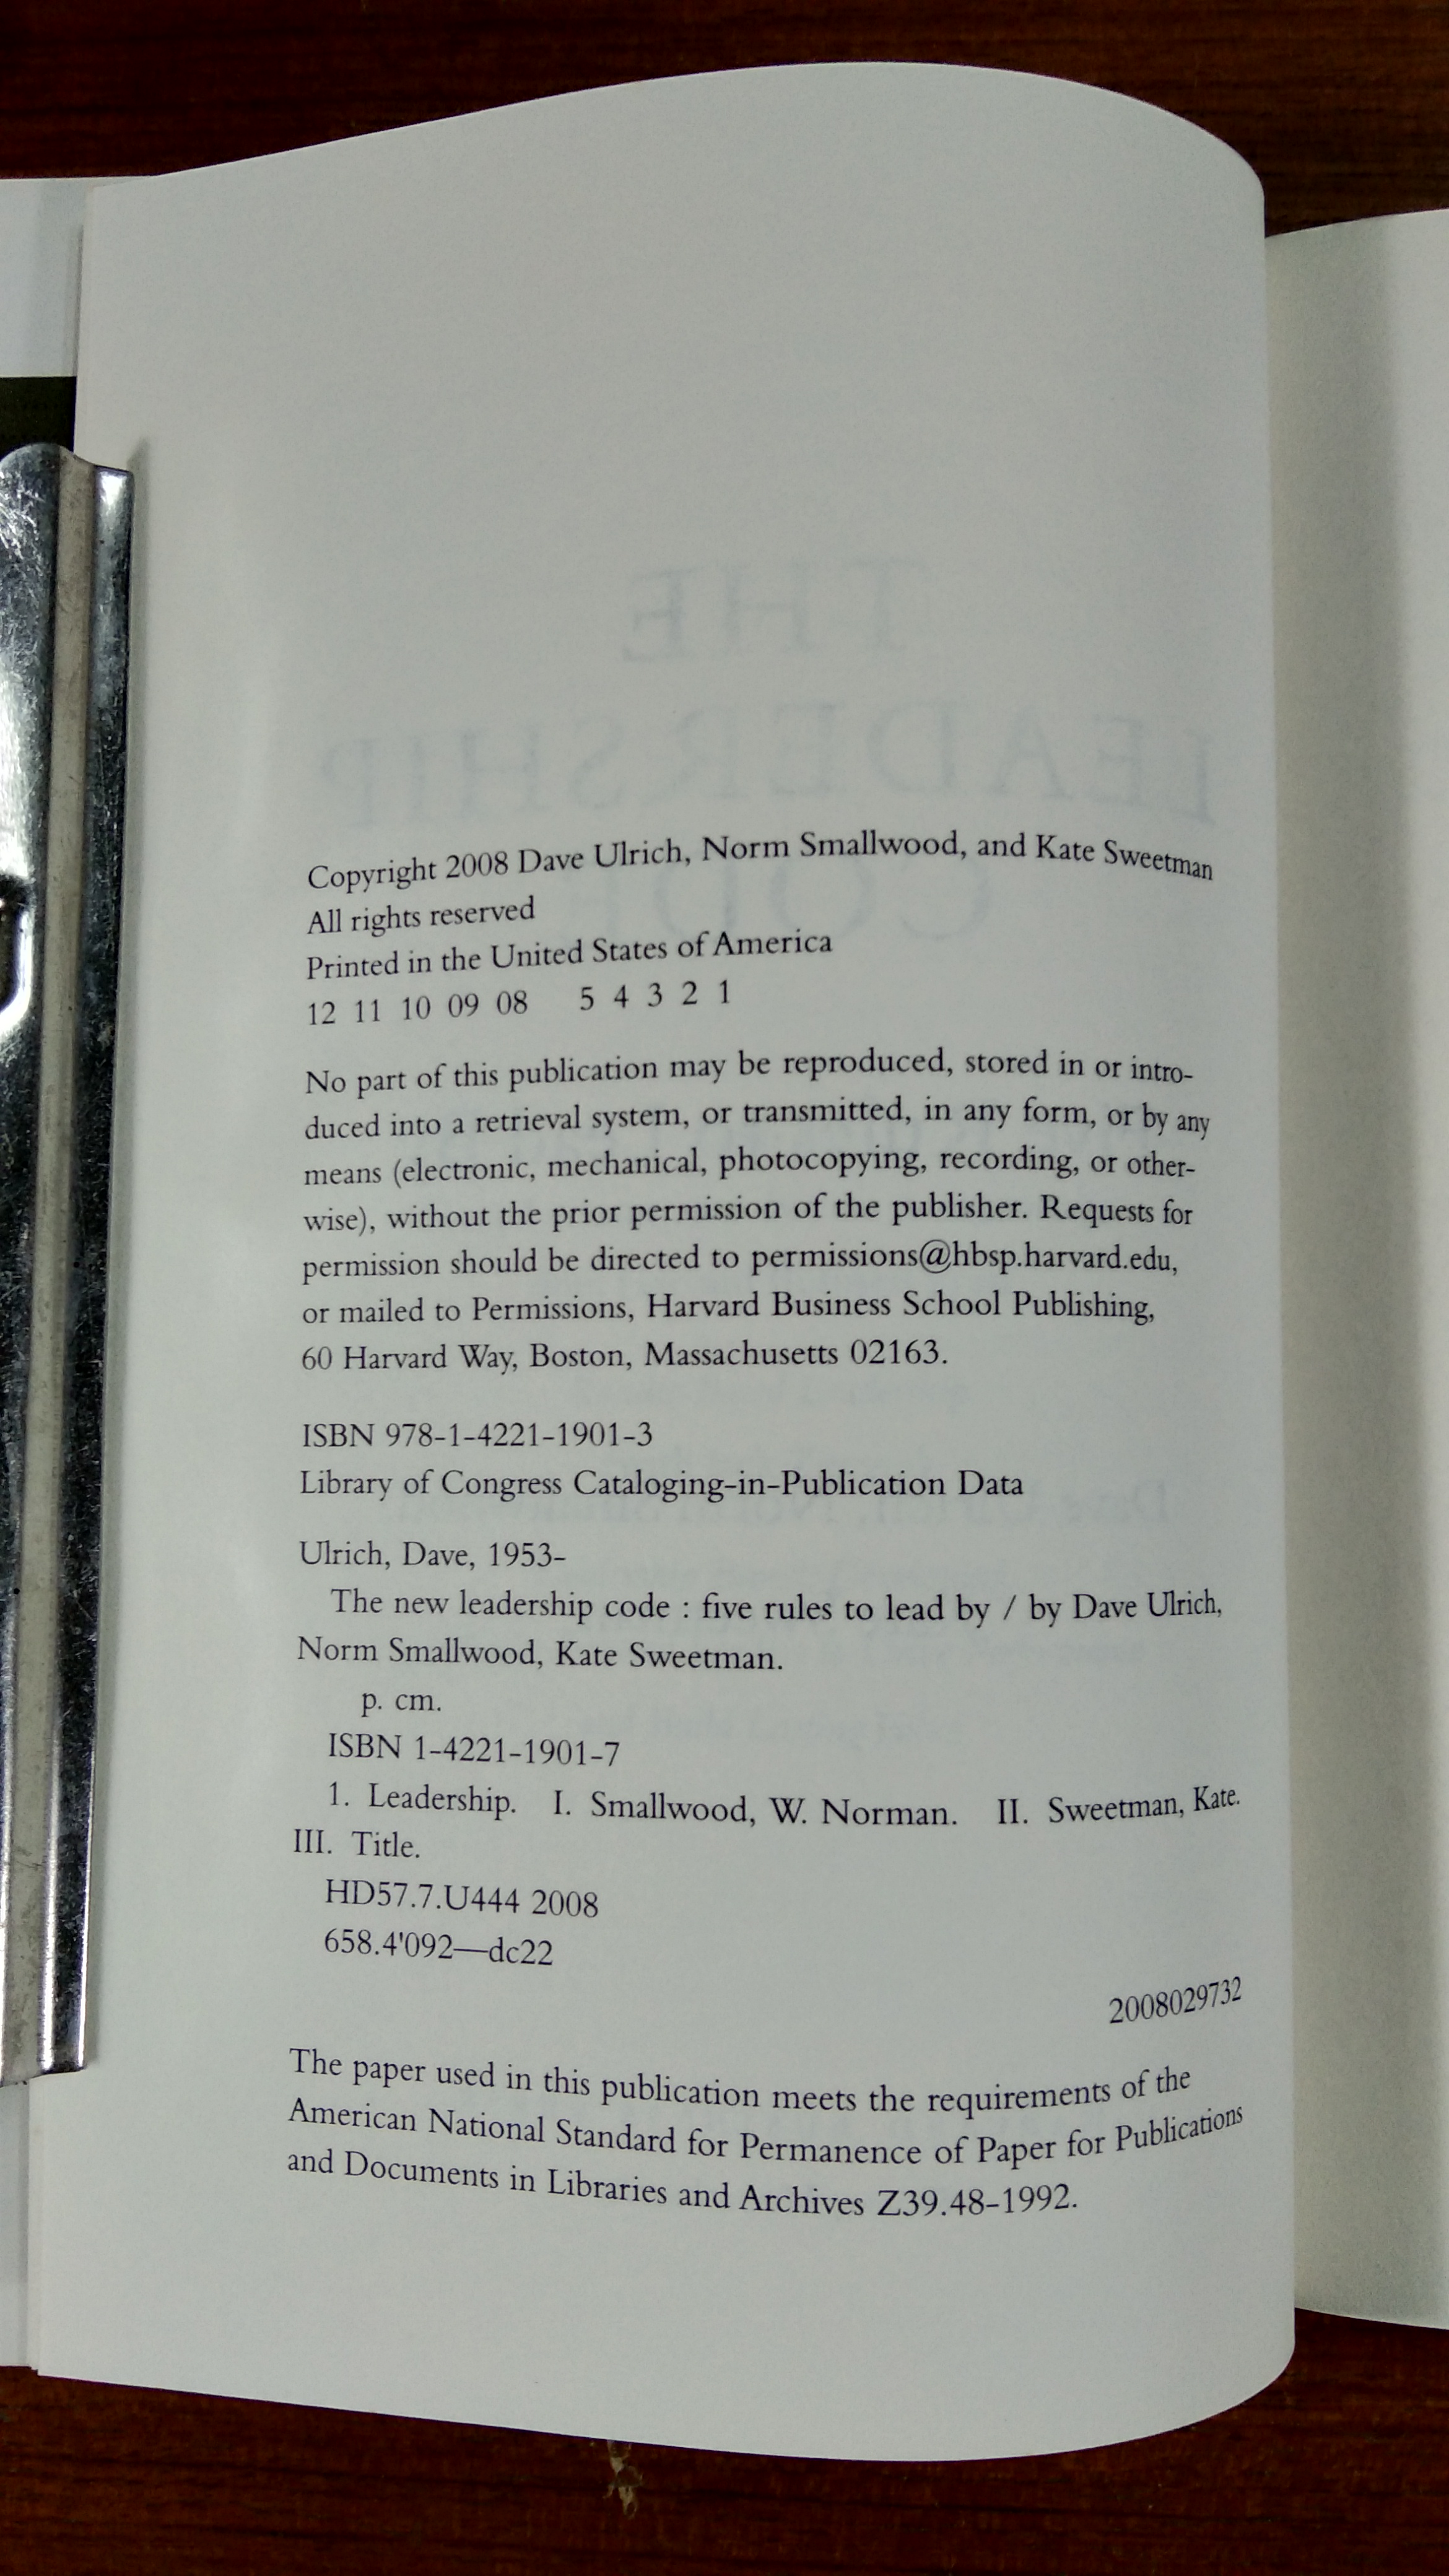 THE
LEADERSHIP
CODE
Copyright 2008 Dave Ulrich, Norm Smallwood, and Kate Sweetman
All rights reserved
Printed in the United States of America
12 11 10 09 08 5 4 3 2 1
No part of this publication may be reproduced, stored in or intro-
duced into a retrieval system, or transmitted, in any form, or by any
means (electronic, mechanical, photocopying, recording, or other-
wise), without the prior permission of the publisher. Requests for
permission should be directed to permissions@hbsp.harvard.edu,
or mailed to Permissions, Harvard Business School Publishing,
60 Harvard Way, Boston, Massachusetts 02163.
ISBN 978-1-4221-1901-3
Library of Congress Cataloging-in-Publication Data
Ulrich, Dave, 1953-
The new leadership code : five rules to lead by / by Dave Ulrich,
Norm Smallwood, Kate Sweetman.
p. cm.
ISBN 1-4221-1901-7
1. Leadership. I. Smallwood, W. Norman. II. Sweetman, Kate.
III. Title.
HD57.7.U444 2008
658.4'092—dc22
2008029732
The paper used in this publication meets the requirements of the
American National Standard for Permanence of Paper for Publications
and Documents in Libraries and Archives Z39.48-1992.